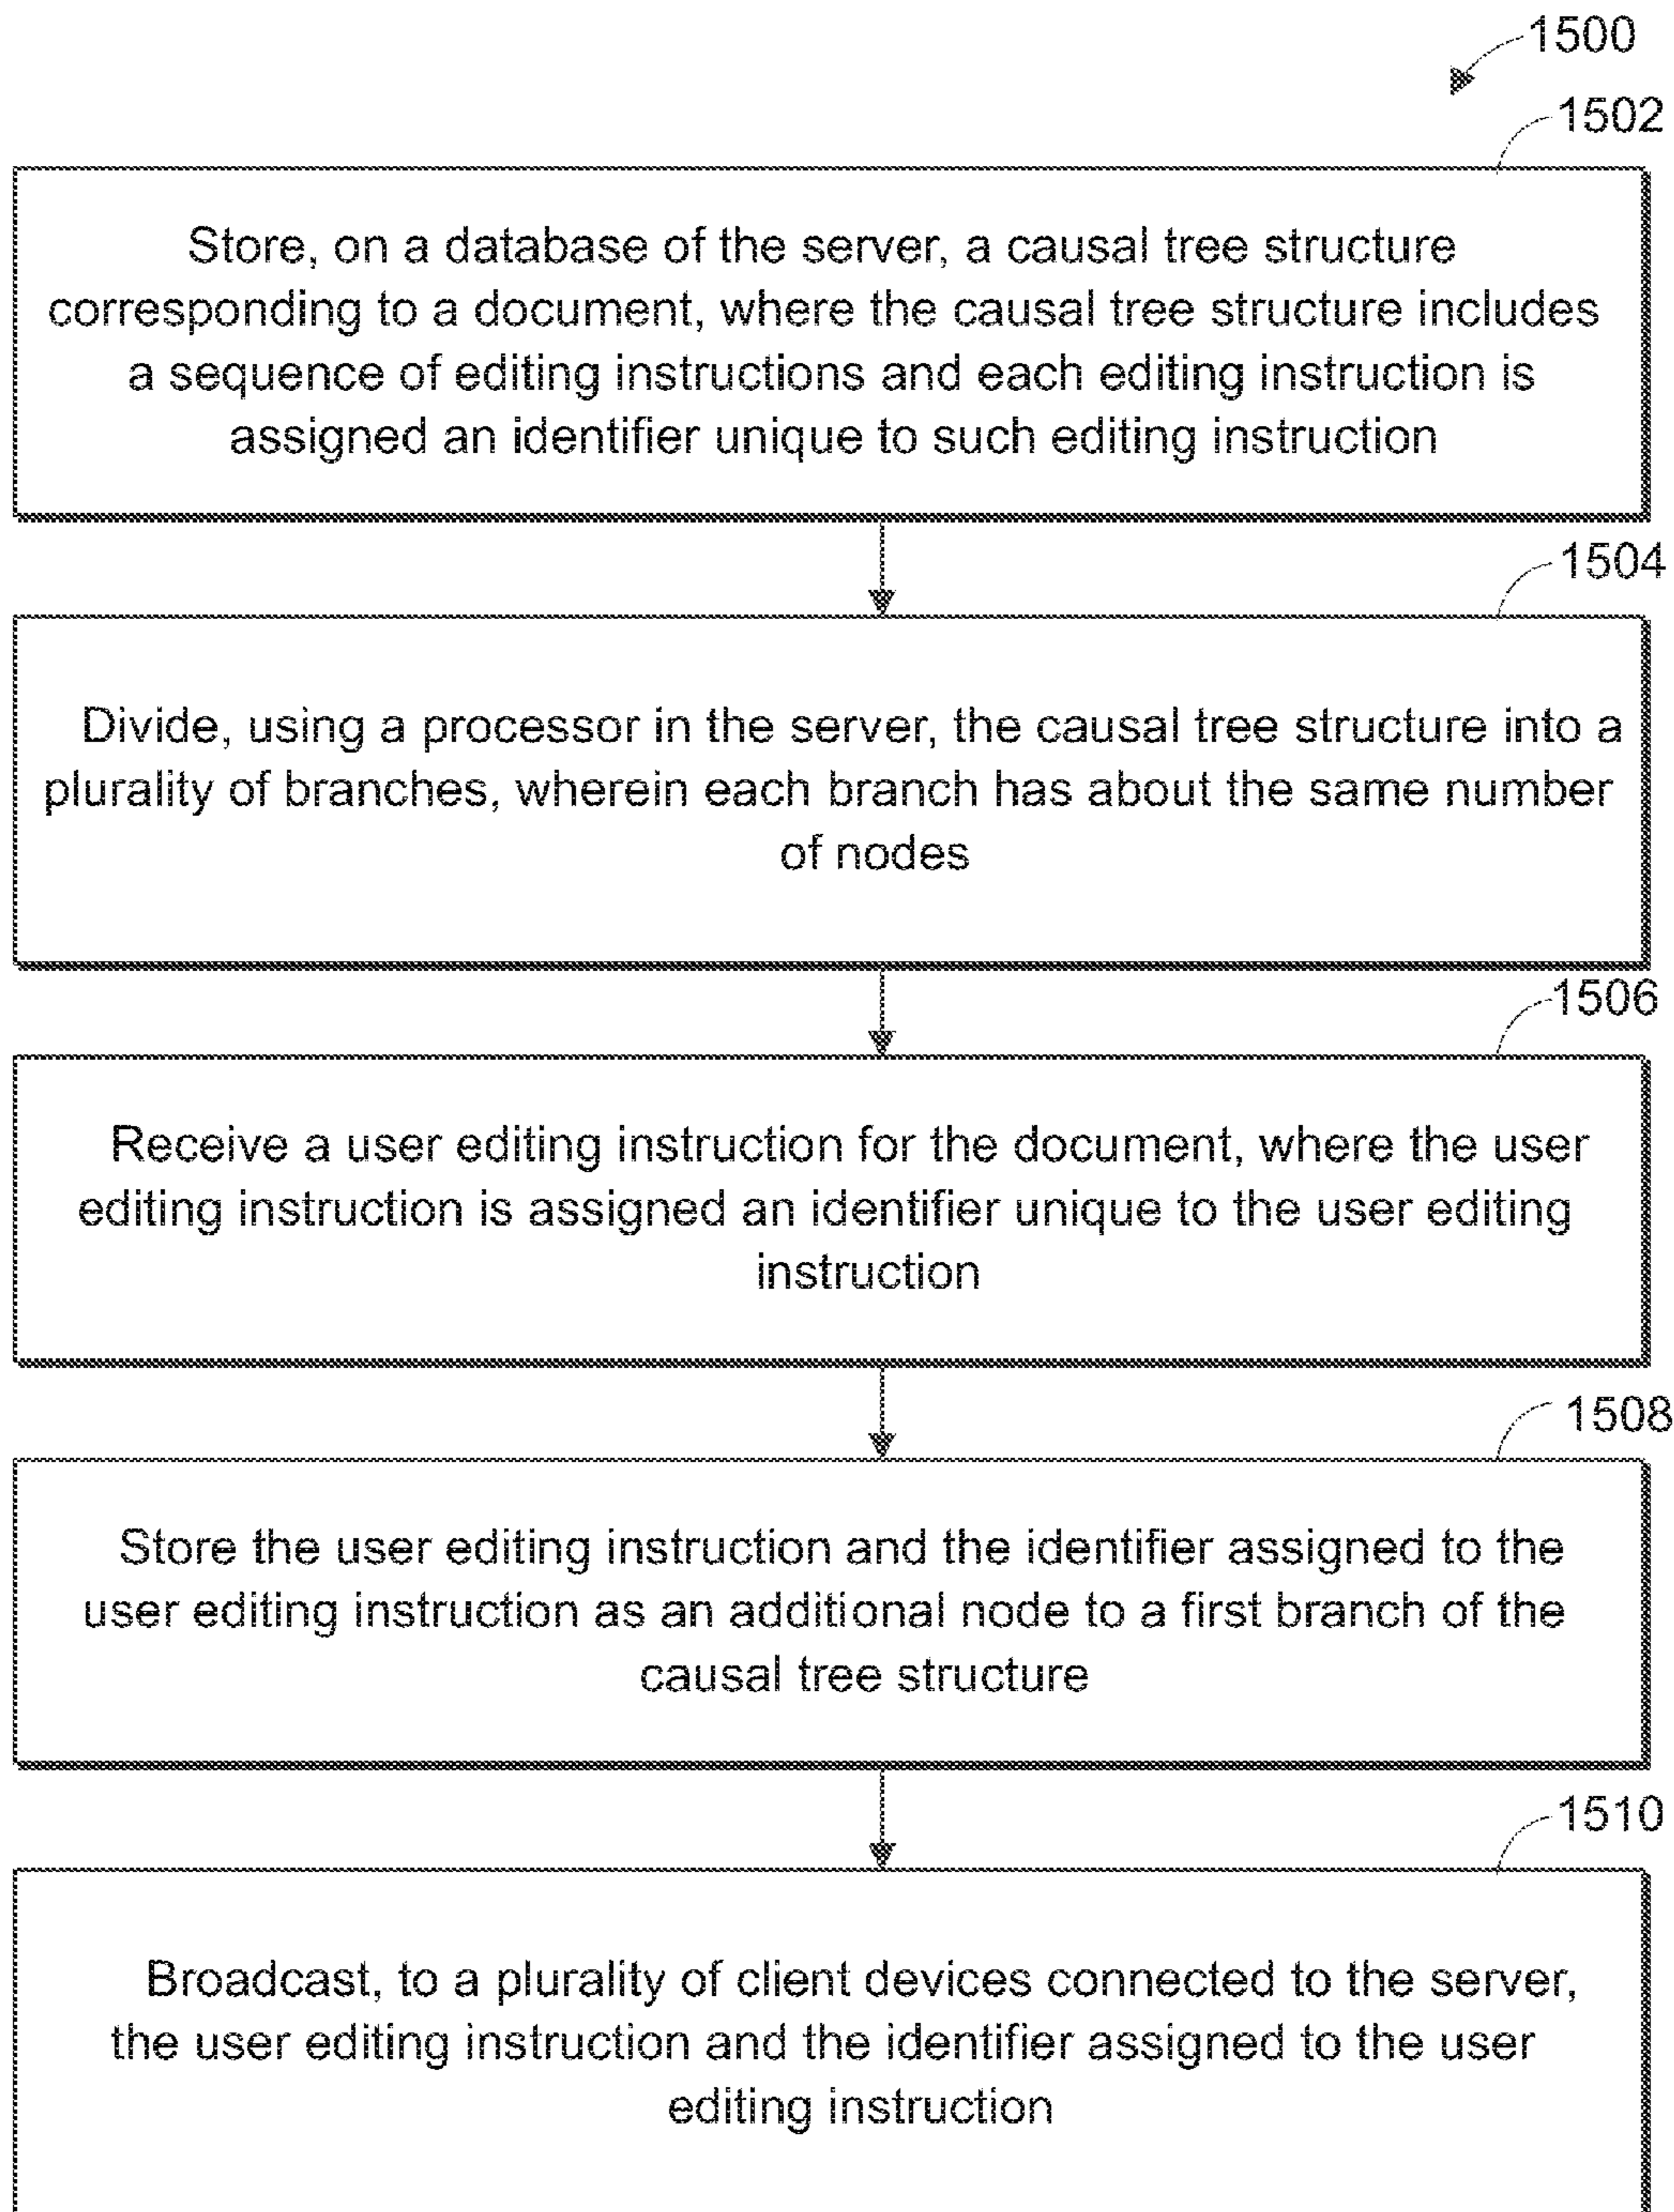 1500
1502
Store, on a database of the server, a causal tree structure
corresponding to a document, where the causal tree structure includes
a sequence of editing instructions and each editing instruction is
assigned an identifier unique to such editing instruction
1504
Divide, using a processor in the server, the causal tree structure into a
plurality of branches, wherein each branch has about the same number
of nodes
1506
Receive a user editing instruction for the document, where the user
editing instruction is assigned an identifier unique to the user editing
instruction
1508
Store the user editing instruction and the identifier assigned to the
user editing instruction as an additional node to a first branch of the
causal tree structure
1510
Broadcast, to a plurality of client devices connected to the server,
the user editing instruction and the identifier assigned to the user
editing instruction